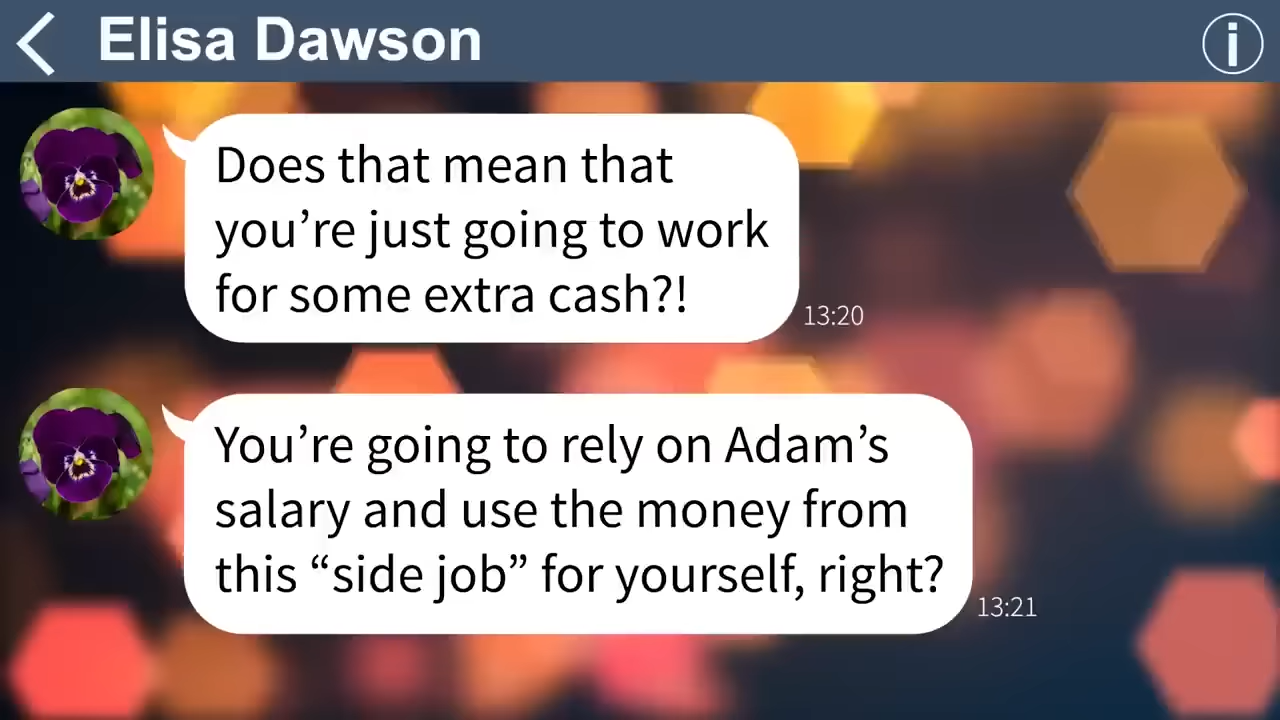 Elisa Dawson
Does that mean that
you’re just going to work
for some extra cash?!
13:20
You’re going to rely on Adam’s
salary and use the money from
this “side job” for yourself, right?
13:21